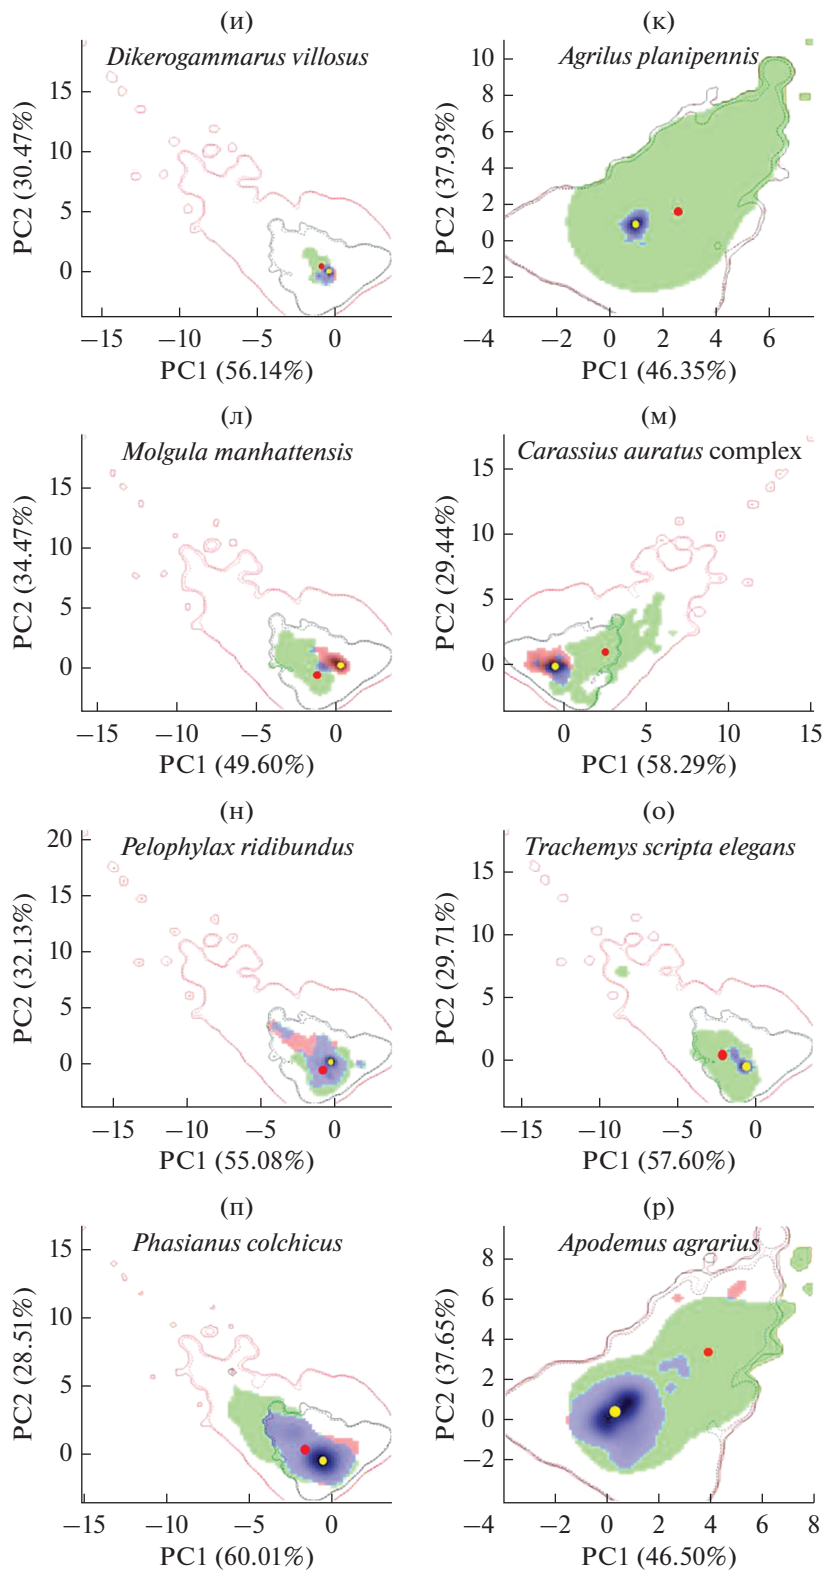 (и)
Dikerogammarus villosus
PC2 (30.47%)
15
10
5
0
−15 −10 −5 0
PC1 (56.14%)
(к)
Agrilus planipennis
PC2 (37.93%)
10
8
6
4
2
0
−2
−4 −2 0 2 4 6
PC1 (46.35%)
(л)
Molgula manhattensis
PC2 (34.47%)
15
10
5
0
−15 −10 −5 0
PC1 (49.60%)
(м)
Carassius auratus complex
PC2 (29.44%)
15
10
5
0
0 5 10 15
PC1 (58.29%)
(н)
Pelophylax ridibundus
PC2 (32.13%)
20
15
10
5
0
−15 −10 −5 0
PC1 (55.08%)
(о)
Trachemys scripta elegans
PC2 (29.71%)
15
10
5
0
−15 −10 −5 0
PC1 (57.60%)
(п)
Phasianus colchicus
PC2 (28.51%)
15
10
5
0
−15 −10 −5 0
PC1 (60.01%)
(р)
Apodemus agrarius
PC2 (37.65%)
8
6
4
2
0
−2
−4 −2 0 2 4 6 8
PC1 (46.50%)